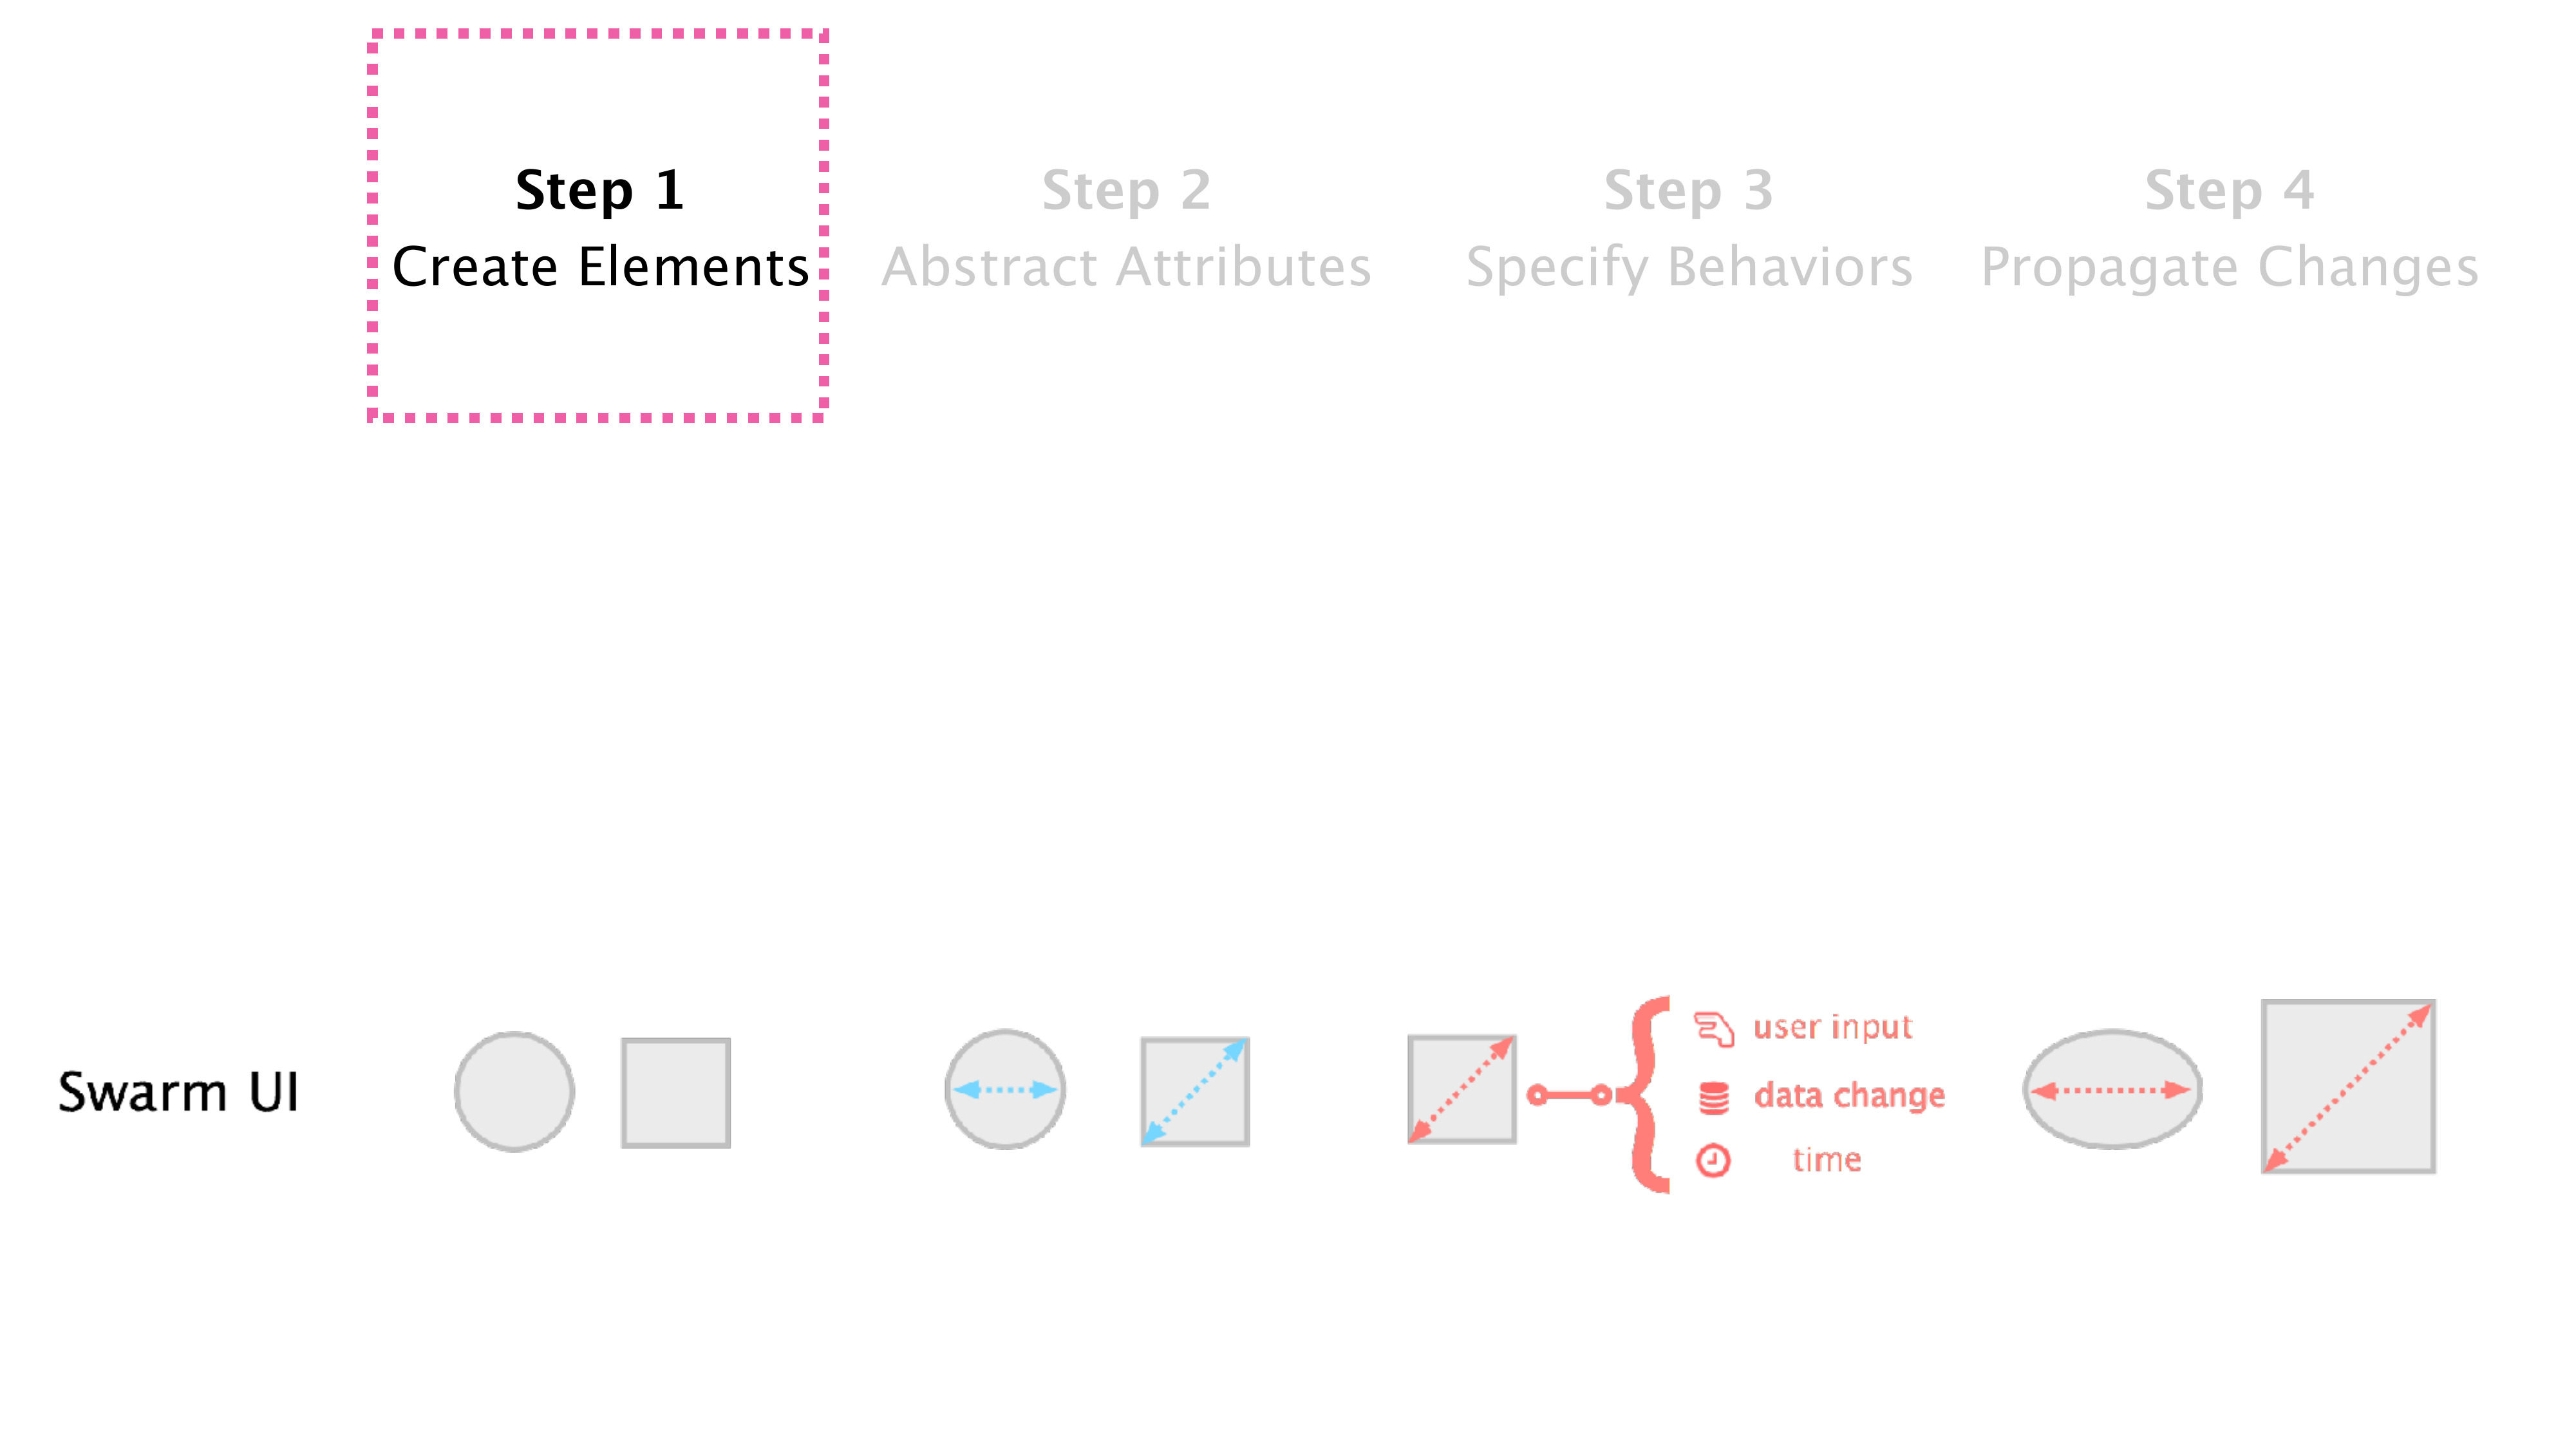 Step 1
Create Elements
Step 2
Abstract Attributes
Step 3
Specify Behaviors
Step 4
Propagate Changes
Swarm UI
user input
data change
time